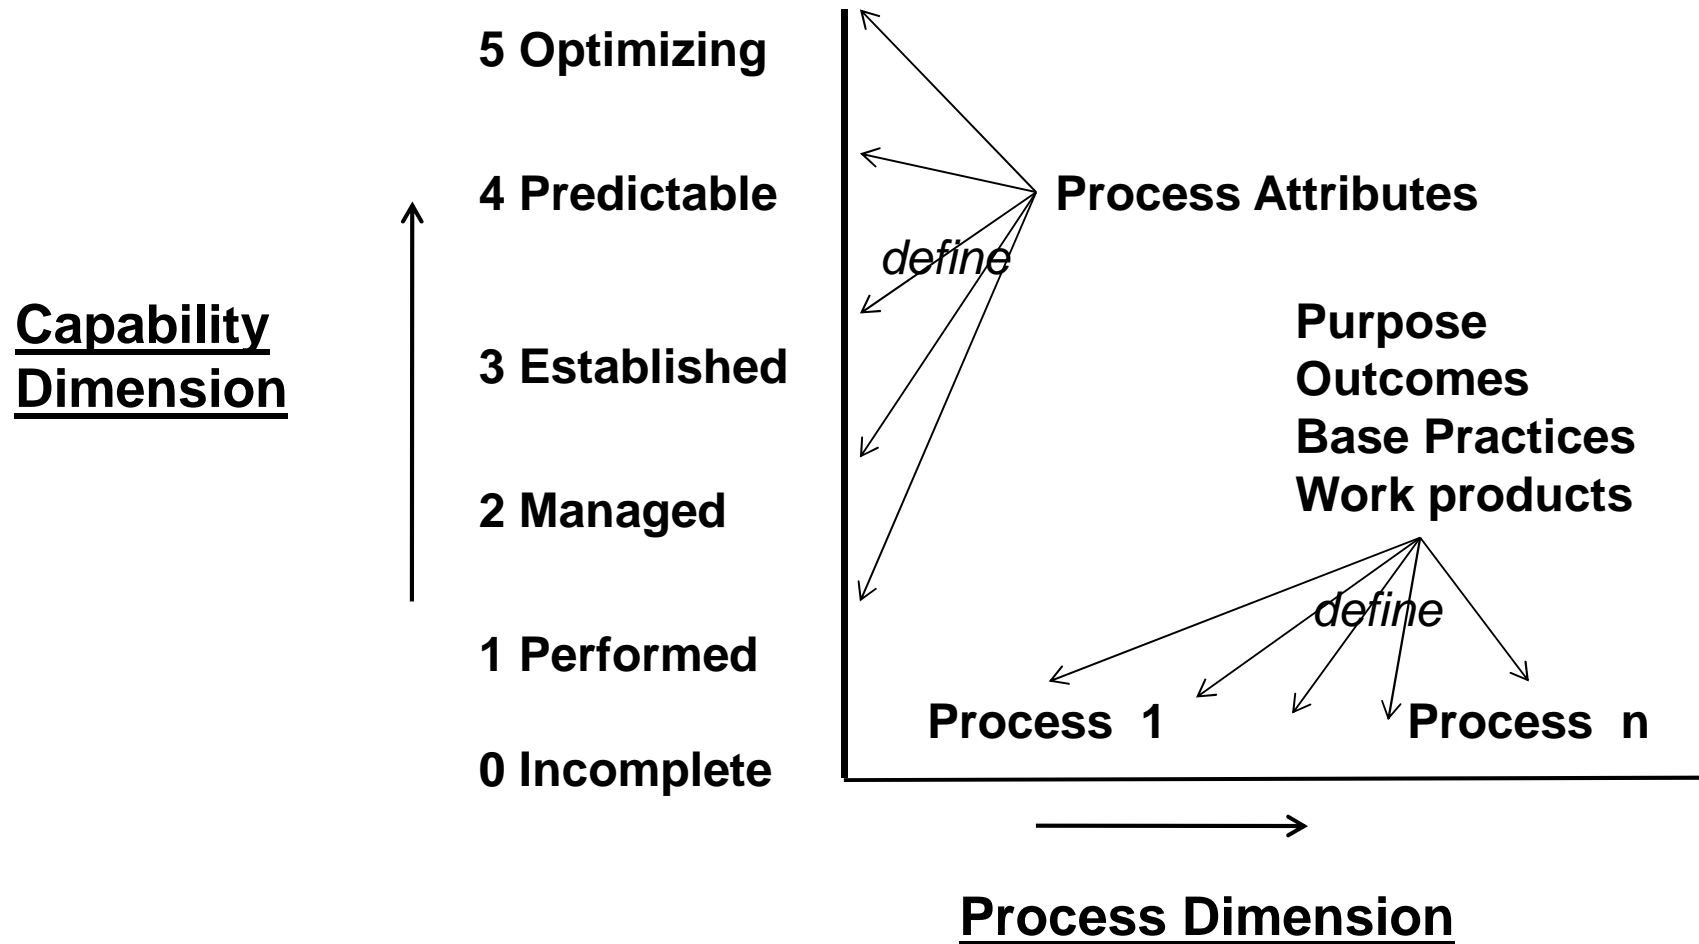 5 Optimizing
4 Predictable
Process Attributes
define
Capability
Dimension
3 Established
Purpose
Outcomes
Base Practices
Work products
2 Managed
define
1 Performed
Process 1
Process n
0 Incomplete
Process Dimension